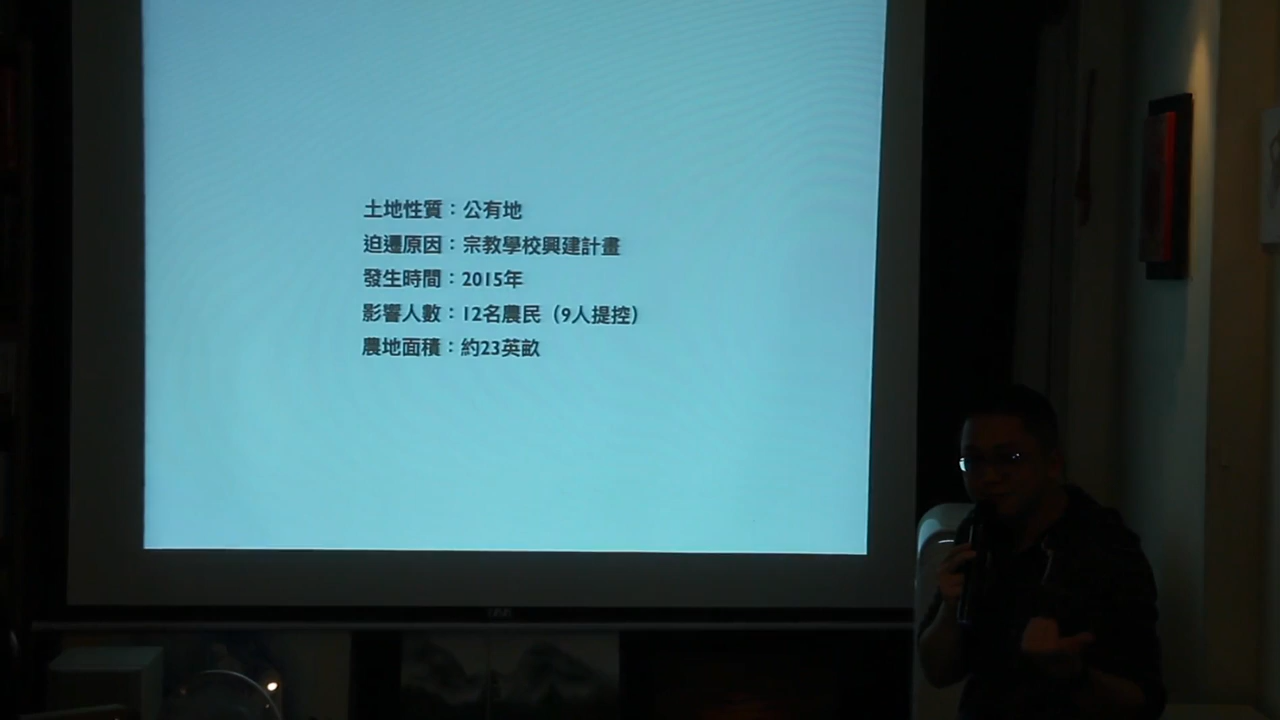 土地性質：公有地
迫遷原因：宗教學校興建計畫
發生時間：2015年
影響人數：12名農民（9人提控）
農地面積：約23英畝